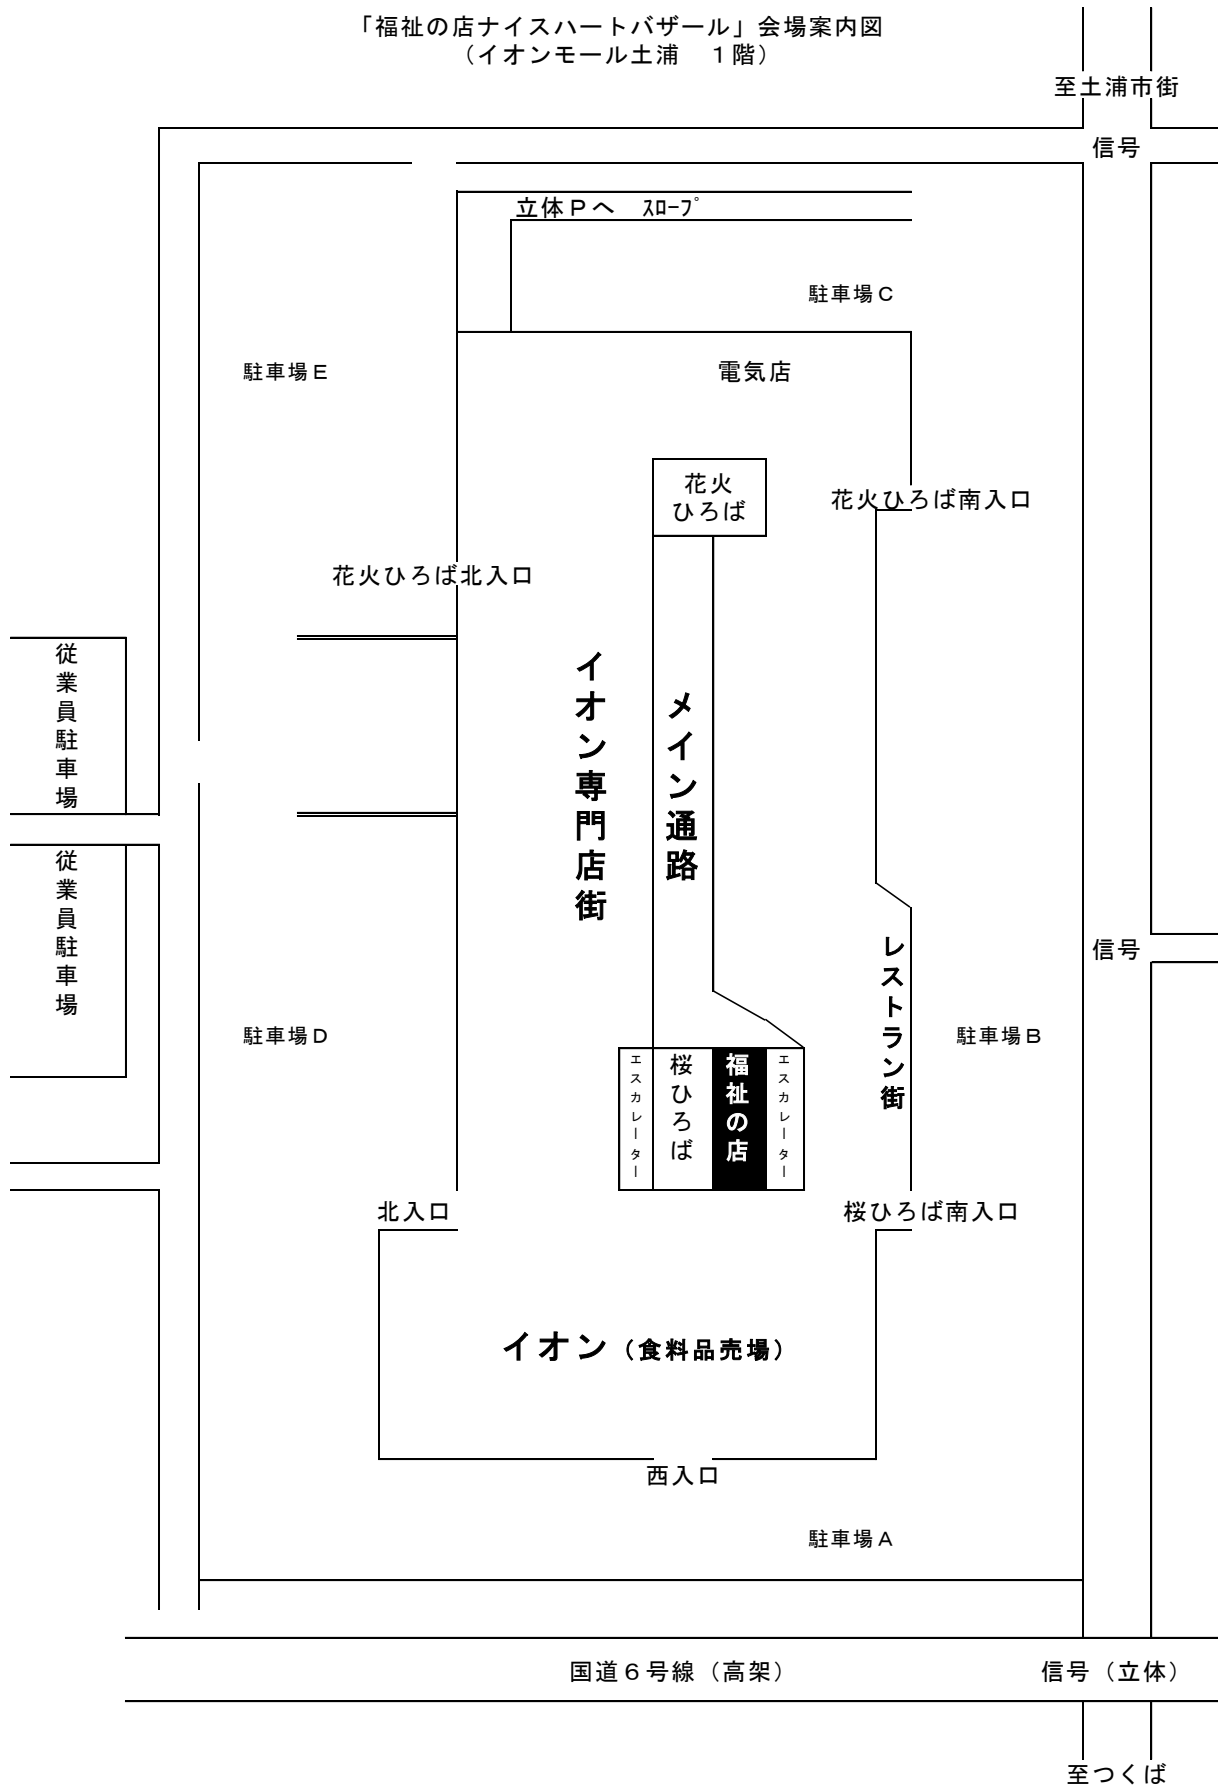 「福祉の店ナイスハートバザール」会場案内図
（イオンモール土浦　１階）
至土浦市街
信号
立体Ｐへ　ｽﾛｰﾌﾟ
駐車場Ｃ
駐車場Ｅ
電気店
花火
ひろば
花火ひろば南入口
花火ひろば北入口
従業員駐車場
イオン専門店街
メイン通路
従業員駐車場
レストラン街
信号
駐車場Ｄ
駐車場Ｂ
エスカレーター
桜ひろば
福祉の店
エスカレーター
北入口
桜ひろば南入口
イオン（食料品売場）
西入口
駐車場Ａ
国道６号線（高架）
信号（立体）
至つくば